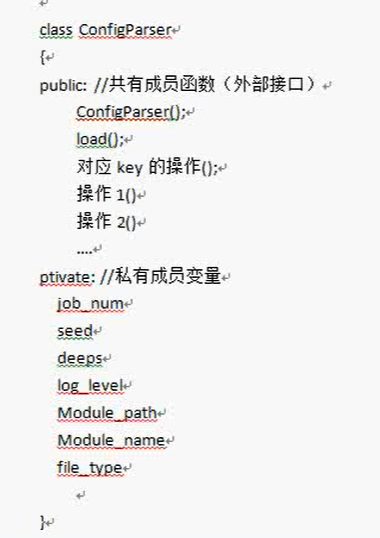 class ConfigParser
{
public: //共有成员函数（外部接口）
ConfigParser();
load();
对应 key 的操作();
操作 1()
操作 2()
....
ptivate: //私有成员变量
job_num
seed
deeps
log_level
Module_path
Module_name
file_type
}